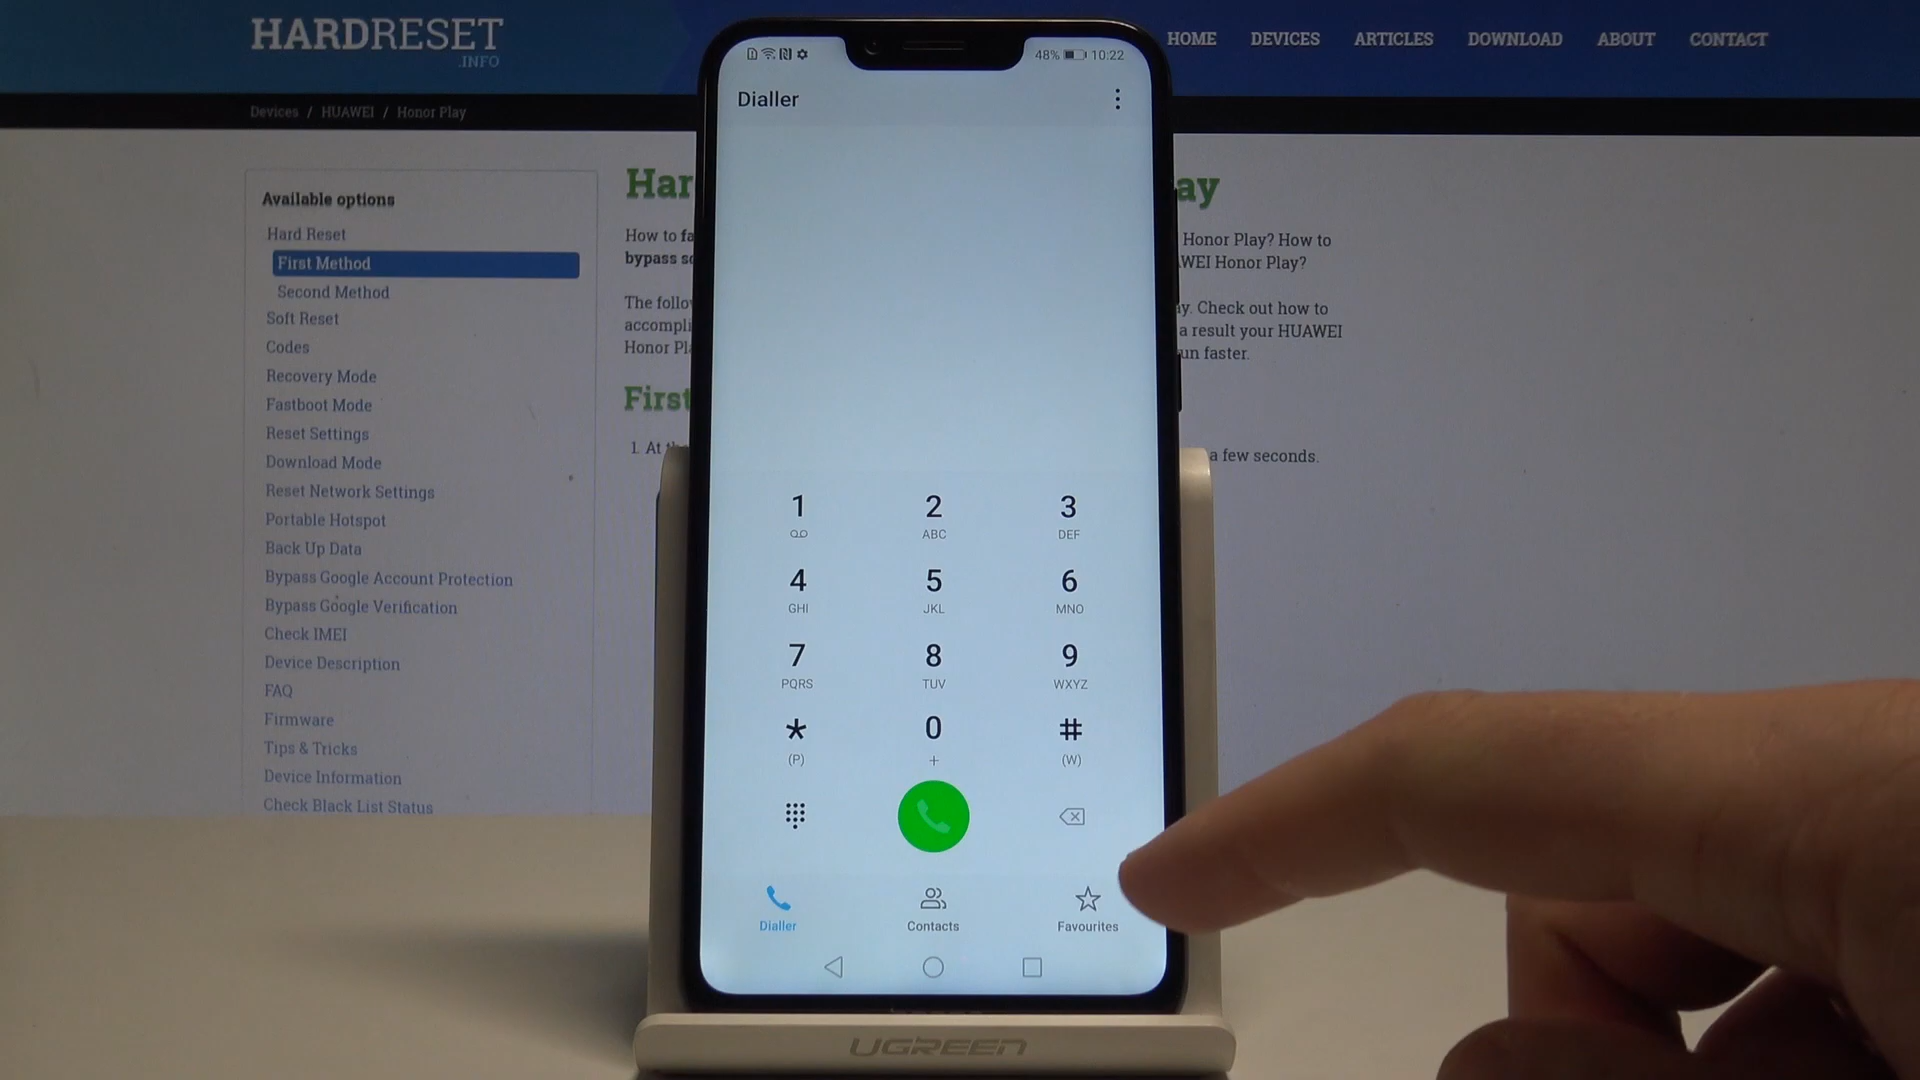 HARDRESET
.INFO
HOME DEVICES ARTICLES DOWNLOAD ABOUT CONTACT
Devices / HUAWEI / Honor Play
Available options
Hard Reset
First Method
Second Method
Soft Reset
Codes
Recovery Mode
Fastboot Mode
Reset Settings
Download Mode
Reset Network Settings
Portable Hotspot
Back Up Data
Bypass Google Account Protection
Bypass Google Verification
Check IMEI
Device Description
FAQ
Firmware
Tips & Tricks
Device Information
Check Black List Status
Har
ay
How to fa
Honor Play? How to
bypass
AWEI Honor Play?
The follo
ay. Check out how to
accompli
a result your HUAWEI
Honor Pl
un faster.
First
1. At
a few seconds.
48% 10:22
Dialler
1
2 ABC
3 DEF
4 GHI
5 JKL
6 MNO
7 PQRS
8 TUV
9 WXYZ
* (P)
0 +
# (W)
Dialler
Contacts
Favourites
UGREEN